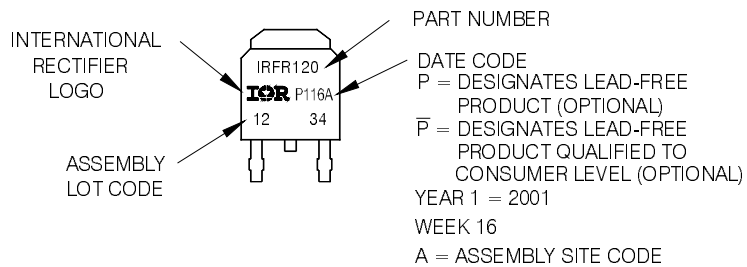 INTERNATIONAL
RECTIFIER
LOGO
ASSEMBLY
LOT CODE
IRFR120
IOR P116A
12 34
PART NUMBER
DATE CODE
P = DESIGNATES LEAD-FREE
PRODUCT (OPTIONAL)
P̅ = DESIGNATES LEAD-FREE
PRODUCT QUALIFIED TO
CONSUMER LEVEL (OPTIONAL)
YEAR 1 = 2001
WEEK 16
A = ASSEMBLY SITE CODE